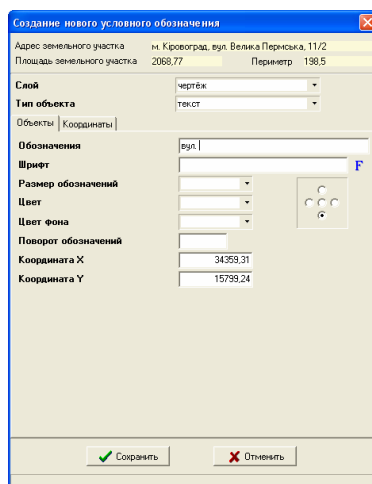 Создание нового условного обозначения
Адрес земельного участка м. Кіровоград, вул. Велика Пермська, 11/2
Площадь земельного участка 2068,77 Периметр 198,5
Слой чертёж
Тип объекта текст
Объекты Координаты
Обозначения вул.
Шрифт F
Размер обозначений
Цвет
Цвет фона
Поворот обозначений
Координата X 34359,31
Координата Y 15799,24
Сохранить Отменить